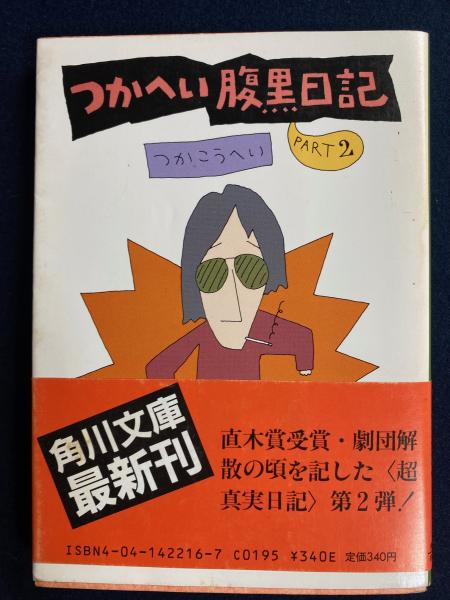 つかへい腹黒日記
PART2
つかこうへい
角川文庫
最新刊
直木賞受賞・劇団解
散の頃を記した〈超
真実日記〉第2弾!
ISBN4-04-142216-7 C0195 ¥340E 定価340円